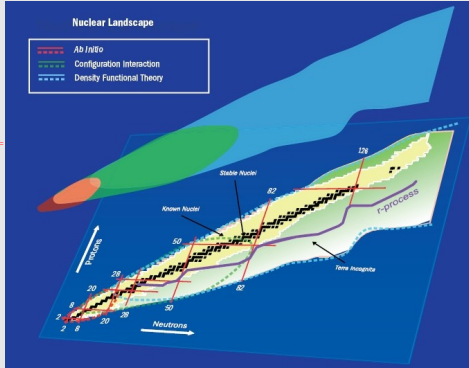 Nuclear Landscape
Ab Initio
Configuration Interaction
Density Functional Theory
126
Stable Nuclei
82
r-process
Known Nuclei
50
Protons
Terra Incognita
28
20
82
8
50
2
28
20
2 8
Neutrons